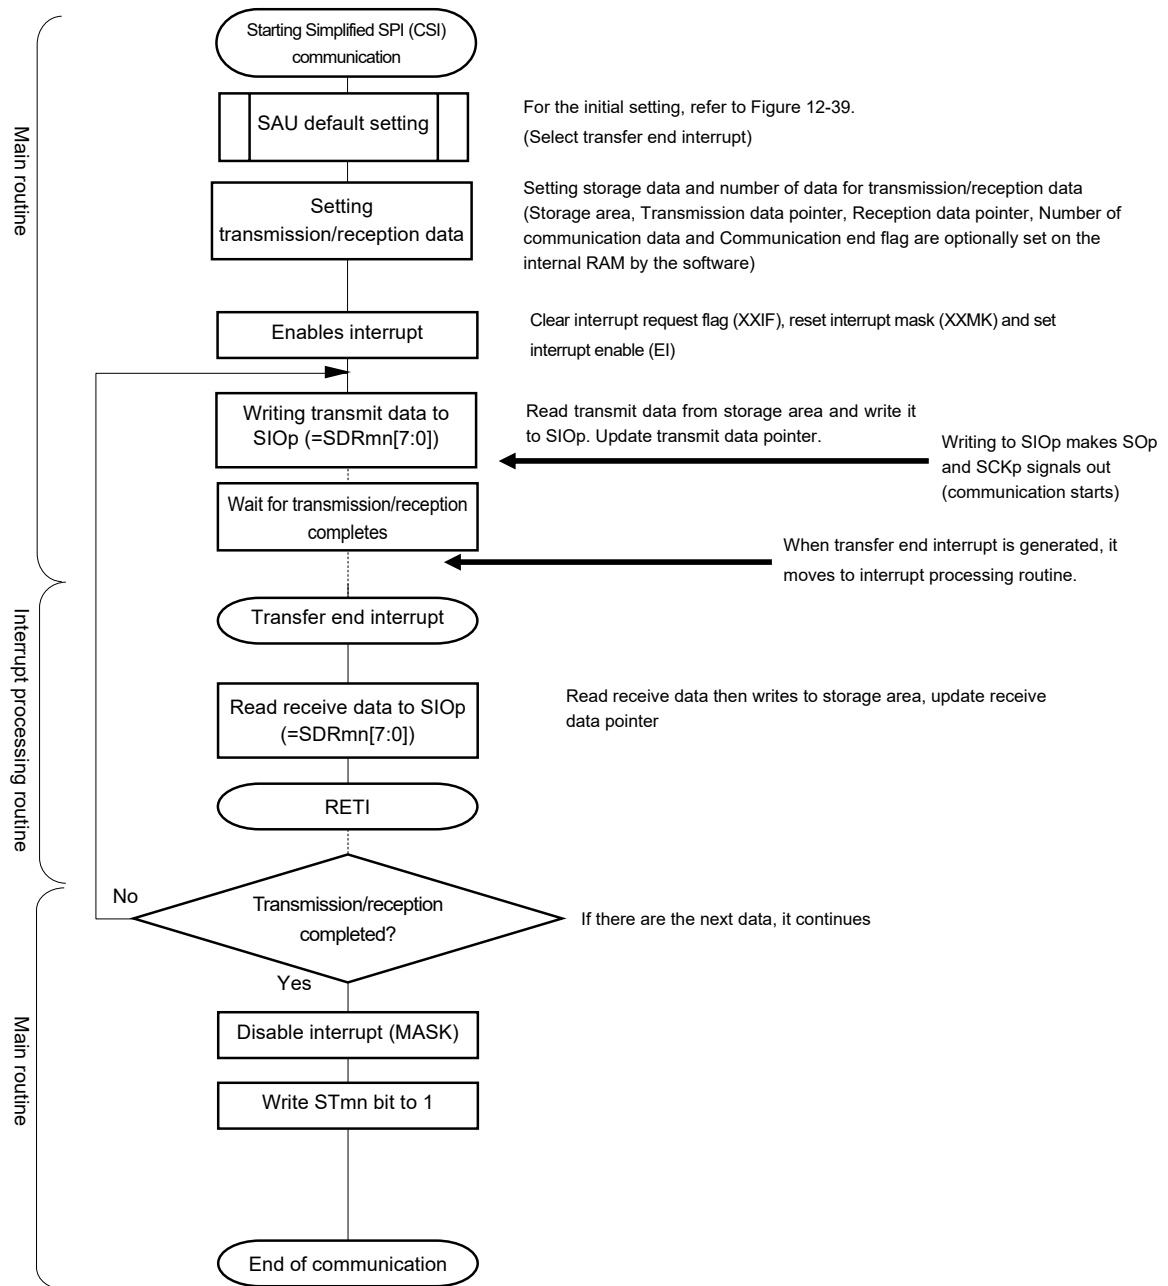 Starting Simplified SPI (CSI)
communication
SAU default setting
For the initial setting, refer to Figure 12-39.
(Select transfer end interrupt)
Main routine
Setting
transmission/reception data
Setting storage data and number of data for transmission/reception data
(Storage area, Transmission data pointer, Reception data pointer, Number of
communication data and Communication end flag are optionally set on the
internal RAM by the software)
Enables interrupt
Clear interrupt request flag (XXIF), reset interrupt mask (XXMK) and set
interrupt enable (EI)
Writing transmit data to
SIOp (=SDRmn[7:0])
Read transmit data from storage area and write it
to SIOp. Update transmit data pointer.
Writing to SIOp makes SOp
and SCKp signals out
(communication starts)
Wait for transmission/reception
completes
When transfer end interrupt is generated, it
moves to interrupt processing routine.
Interrupt processing routine
Transfer end interrupt
Read receive data to SIOp
(=SDRmn[7:0])
Read receive data then writes to storage area, update receive
data pointer
RETI
No
Transmission/reception
completed?
If there are the next data, it continues
Yes
Main routine
Disable interrupt (MASK)
Write STmn bit to 1
End of communication